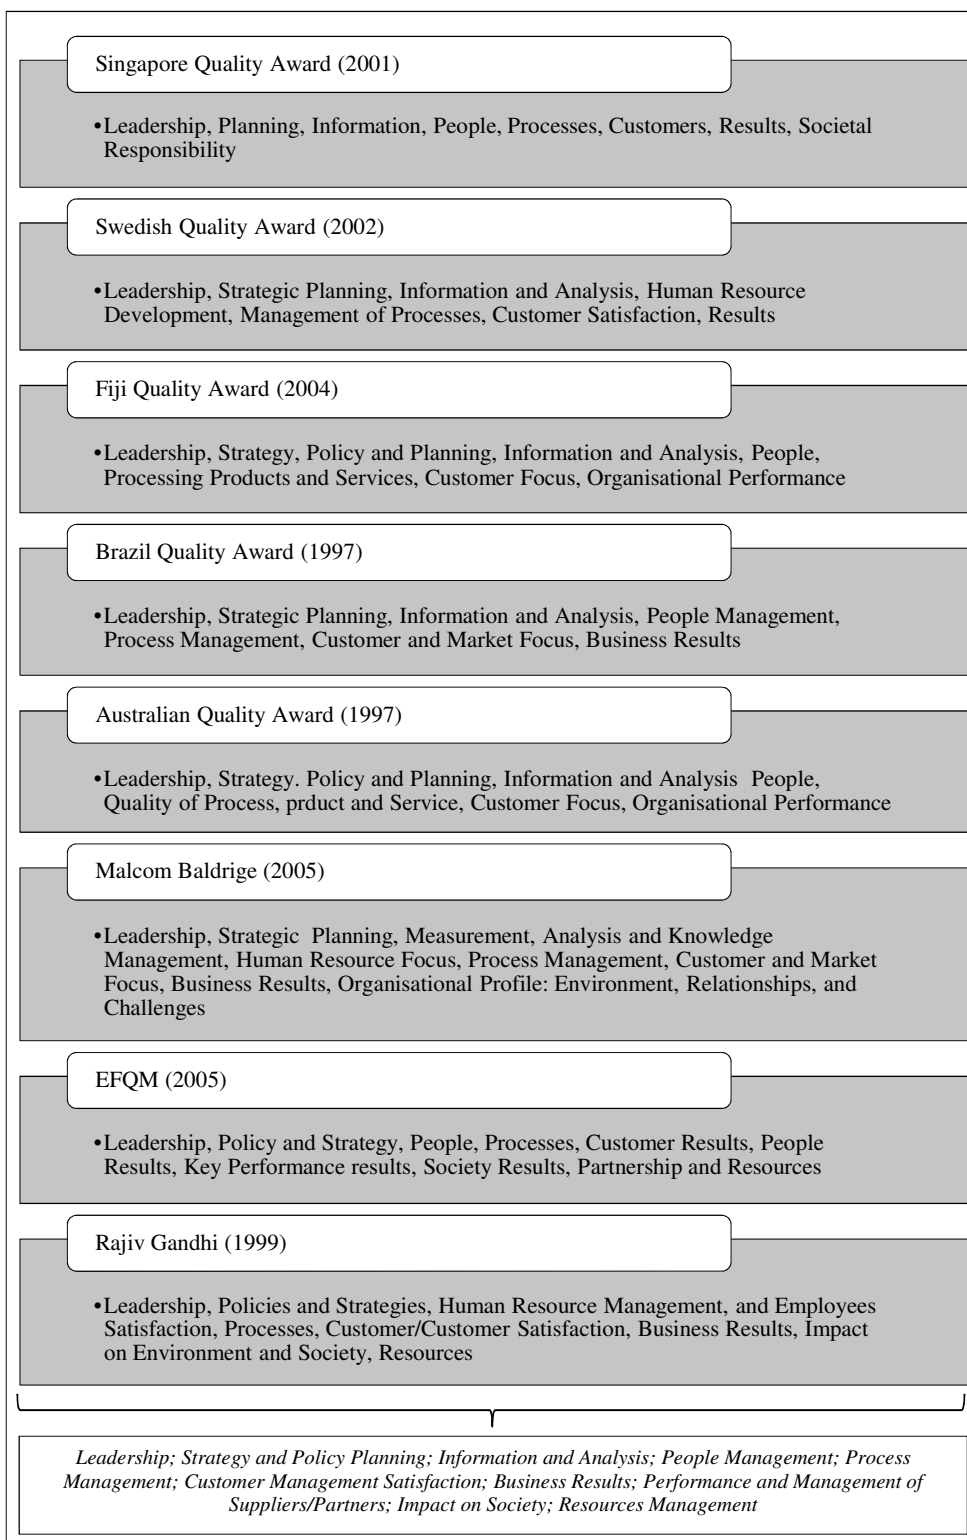 Singapore Quality Award (2001)
•Leadership, Planning, Information, People, Processes, Customers, Results, Societal
Responsibility
Swedish Quality Award (2002)
•Leadership, Strategic Planning, Information and Analysis, Human Resource
Development, Management of Processes, Customer Satisfaction, Results
Fiji Quality Award (2004)
•Leadership, Strategy, Policy and Planning, Information and Analysis, People,
Processing Products and Services, Customer Focus, Organisational Performance
Brazil Quality Award (1997)
•Leadership, Strategic Planning, Information and Analysis, People Management,
Process Management, Customer and Market Focus, Business Results
Australian Quality Award (1997)
•Leadership, Strategy. Policy and Planning, Information and Analysis  People,
Quality of Process, prduct and Service, Customer Focus, Organisational Performance
Malcom Baldrige (2005)
•Leadership, Strategic  Planning, Measurement, Analysis and Knowledge
Management, Human Resource Focus, Process Management, Customer and Market
Focus, Business Results, Organisational Profile: Environment, Relationships, and
Challenges
EFQM (2005)
•Leadership, Policy and Strategy, People, Processes, Customer Results, People
Results, Key Performance results, Society Results, Partnership and Resources
Rajiv Gandhi (1999)
•Leadership, Policies and Strategies, Human Resource Management, and Employees
Satisfaction, Processes, Customer/Customer Satisfaction, Business Results, Impact
on Environment and Society, Resources
Leadership; Strategy and Policy Planning; Information and Analysis; People Management; Process
Management; Customer Management Satisfaction; Business Results; Performance and Management of
Suppliers/Partners; Impact on Society; Resources Management